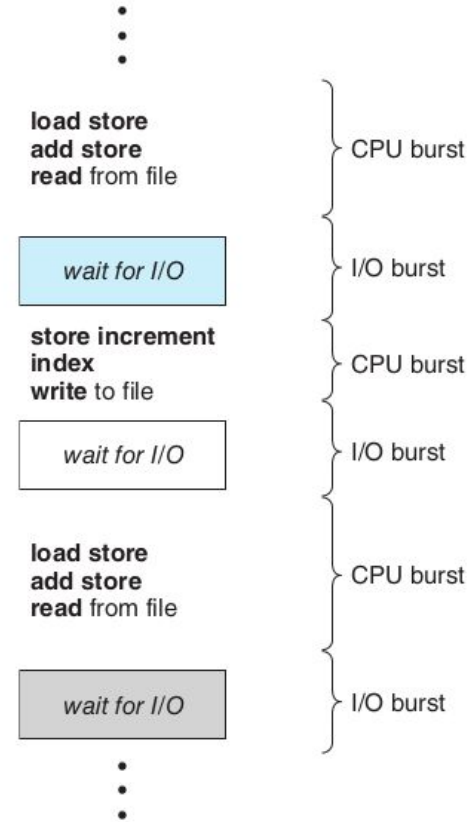 load store
add store
read from file
CPU burst
wait for I/O
I/O burst
store increment
index
write to file
CPU burst
wait for I/O
I/O burst
load store
add store
read from file
CPU burst
wait for I/O
I/O burst